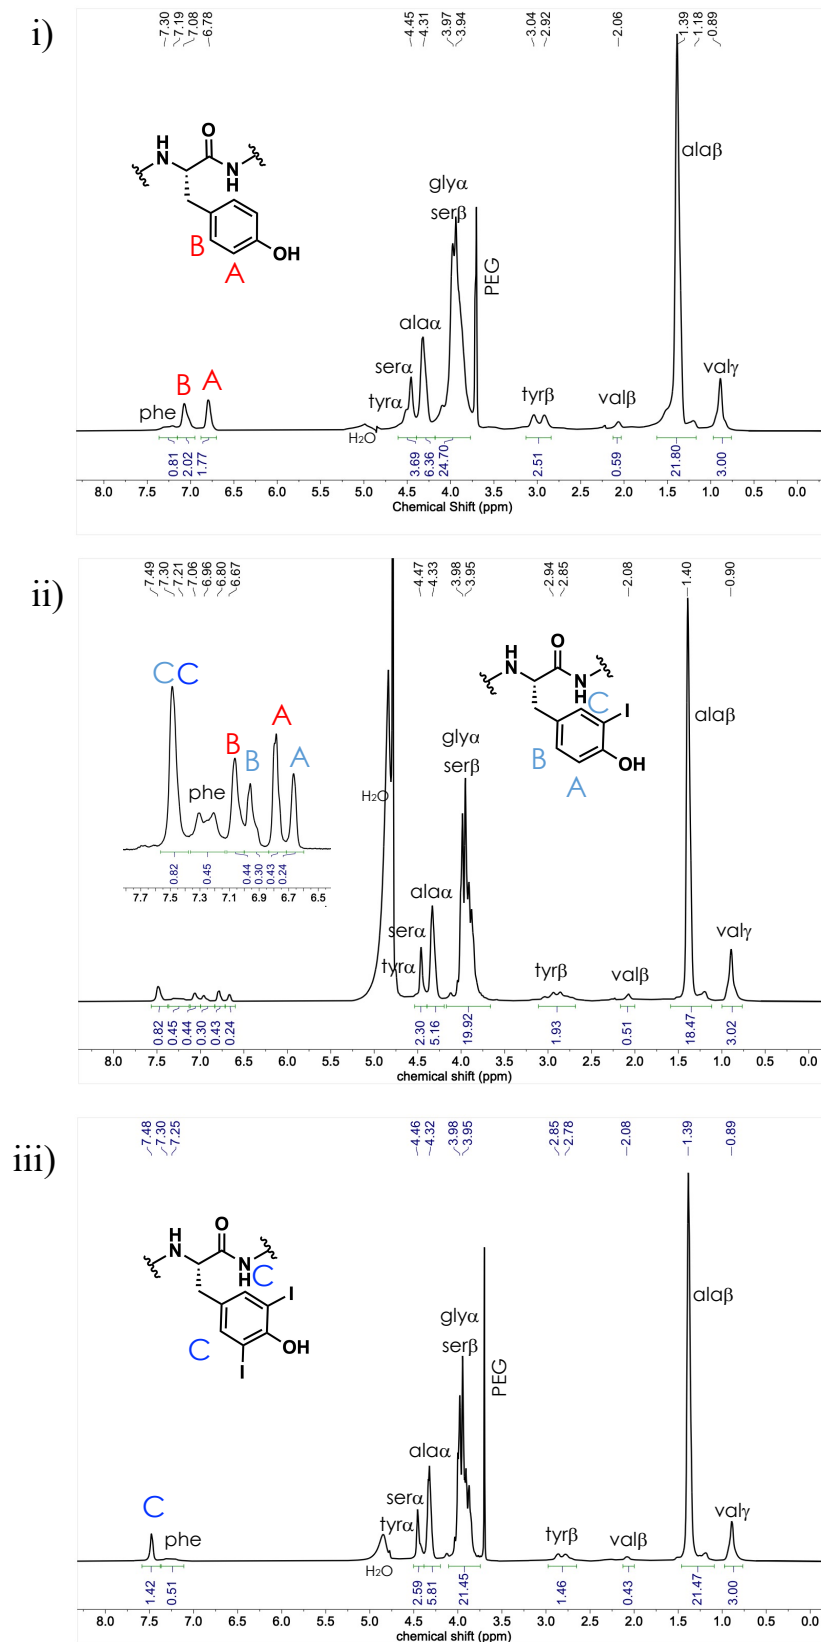 i)
7.30 7.19 7.08 6.78 4.45 4.31 3.97 3.94 3.04 2.92 2.06 1.39 1.18 0.89
H N O N H OH
B A
phe B A
H2O
tyrα serα alaα glyα serβ PEG tyrβ valβ alaβ valγ
0.81 2.02 1.77 3.69 6.36 24.70 2.51 0.59 21.80 3.00
8.0 7.5 7.0 6.5 5.5 5.0 4.5 4.0 3.5 3.0 2.5 2.0 1.5 1.0 0.0
Chemical Shift (ppm)
ii)
7.49 7.30 7.21 7.06 6.96 6.80 6.67 4.47 4.33 3.98 3.95 2.94 2.85 2.08 1.40 0.90
C C phe B B A A
0.82 0.45 0.44 0.30 0.43 0.24
7.7 7.5 7.3 7.1 6.9 6.7 6.5
H N O N H C I OH
B A
H2O
tyrα serα alaα glyα serβ tyrβ valβ alaβ valγ
0.82 0.45 0.44 0.30 0.43 0.24 2.30 5.16 19.92 1.93 0.51 18.47 3.02
8.0 7.5 7.0 6.5 5.5 5.0 4.5 4.0 3.5 3.0 2.5 2.0 1.5 1.0 0.0
chemical shift (ppm)
iii)
7.48 7.30 7.25 4.46 4.32 3.98 3.95 2.85 2.78 2.08 1.39 0.89
H N O N H C I OH I
C
C phe
H2O
tyrα serα alaα glyα serβ PEG tyrβ valβ alaβ valγ
1.42 0.51 2.59 5.81 21.45 1.46 0.43 21.47 3.00
8.0 7.5 7.0 6.5 5.5 5.0 4.5 4.0 3.5 3.0 2.5 2.0 1.5 1.0 0.0
chemical shift (ppm)